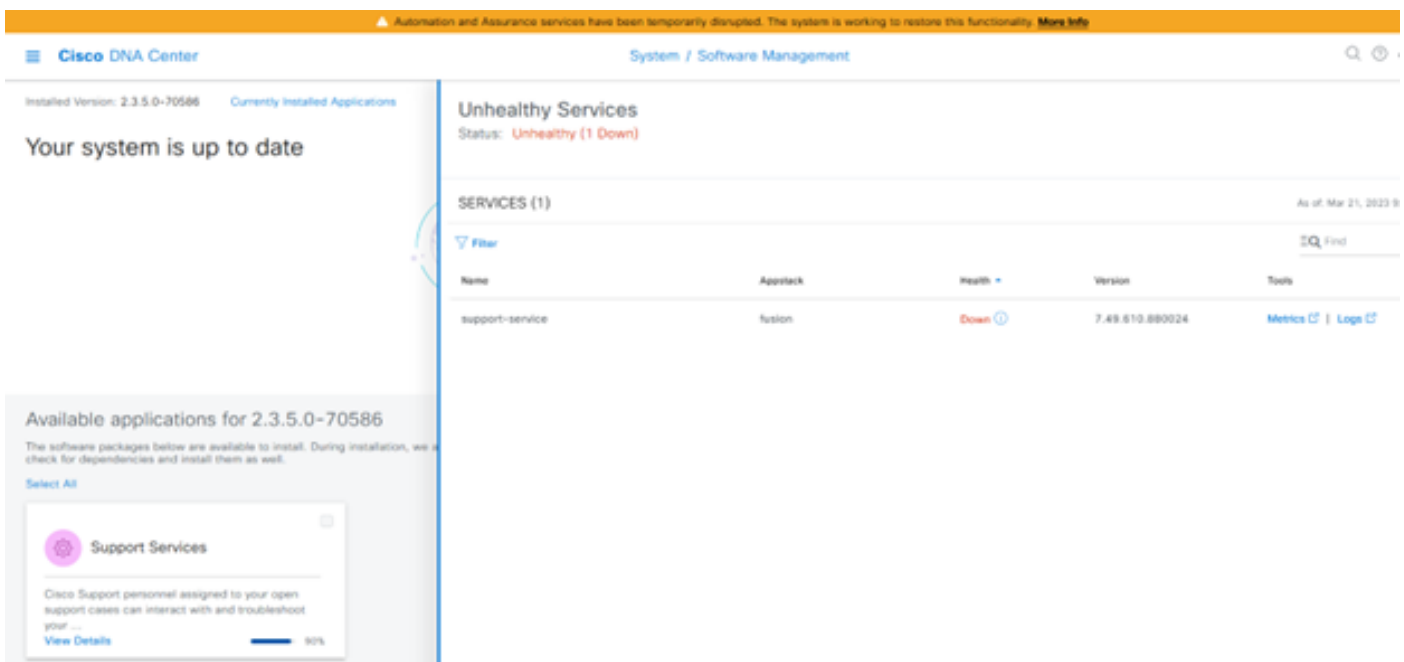 Automation and Assurance services have been temporarily disrupted. The system is working to restore this functionality. More Info
Cisco DNA Center
System / Software Management
Installed Version: 2.3.5.0-70586 Currently Installed Applications
Your system is up to date
Unhealthy Services
Status: Unhealthy (1 Down)
SERVICES (1)
As of: Mar 21, 2023 9
Filter
Find
Name Appstack Health Version Tools
support-service fusion Down 7.49.610.880024 Metrics | Logs
Available applications for 2.3.5.0-70586
The software packages below are available to install. During installation, we a
check for dependencies and install them as well.
Select All
Support Services
Cisco Support personnel assigned to your open
support cases can interact with and troubleshoot
your ...
View Details 90%